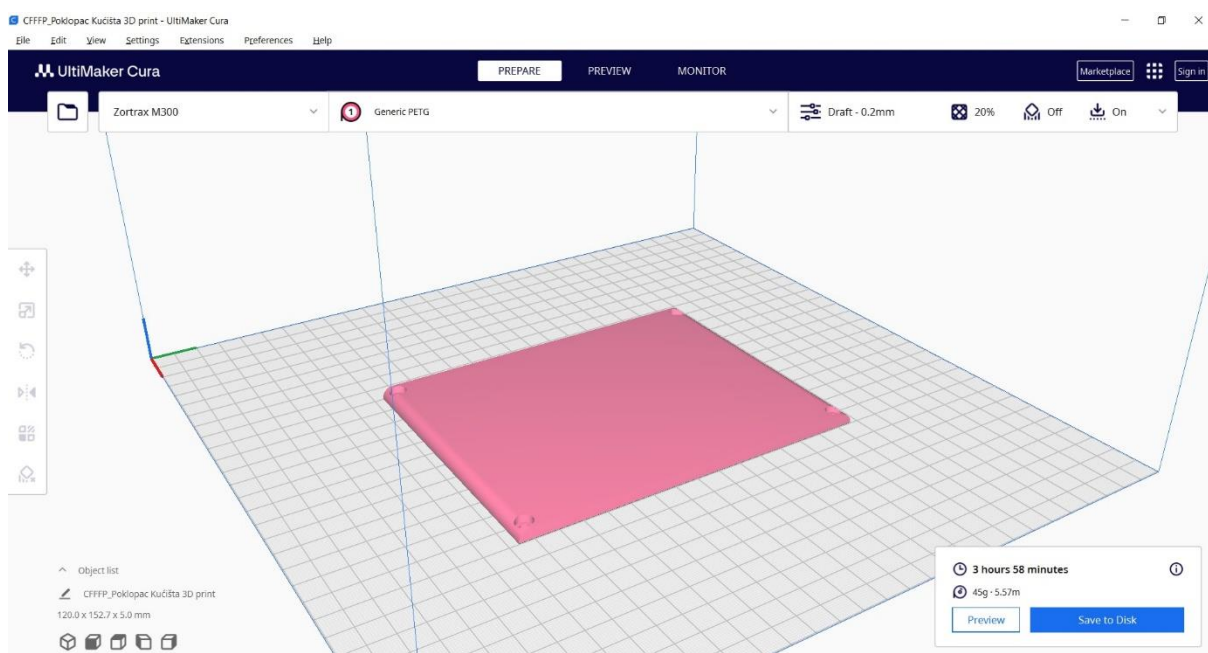 CFFFP_Poklopac Kućišta 3D print - UltiMaker Cura
File Edit View Settings Extensions Preferences Help
UltiMaker Cura PREPARE PREVIEW MONITOR Marketplace Sign in
Zortrax M300 1 Generic PETG Draft - 0.2mm 20% Off On
Object list
CFFFP_Poklopac Kućišta 3D print
120.0 x 152.7 x 5.0 mm
3 hours 58 minutes
45g · 5.57m
Preview Save to Disk